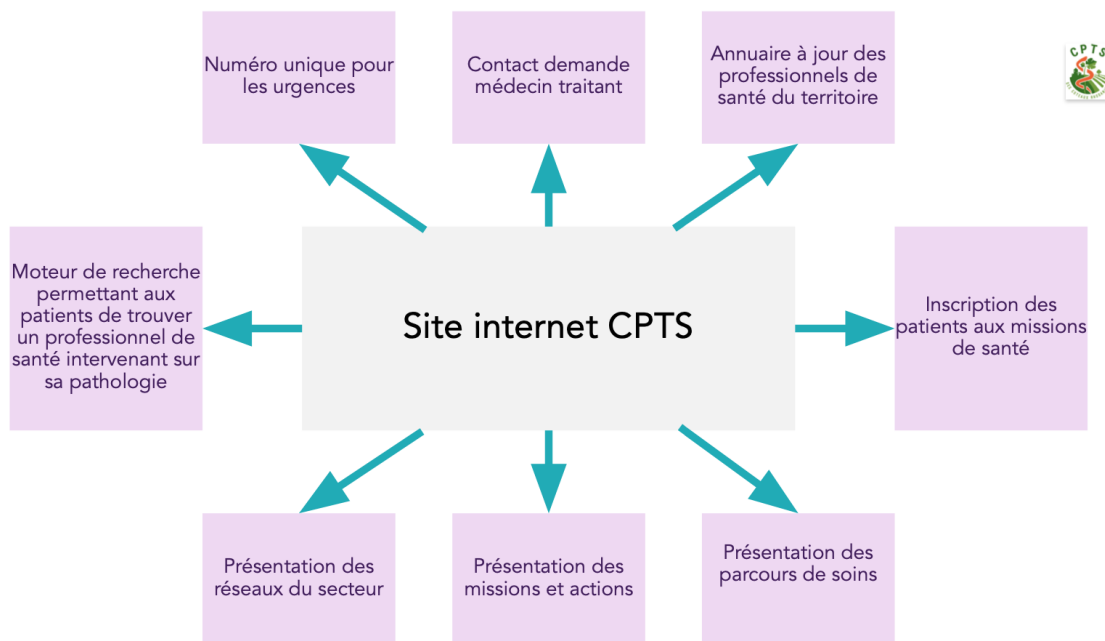 Numéro unique pour
les urgences
Contact demande
médecin traitant
Annuaire à jour des
professionnels de
santé du territoire
CPTS
Moteur de recherche
permettant aux
patients de trouver
un professionnel de
santé intervenant sur
sa pathologie
Site internet CPTS
Inscription des
patients aux missions
de santé
Présentation des
réseaux du secteur
Présentation des
missions et actions
Présentation des
parcours de soins